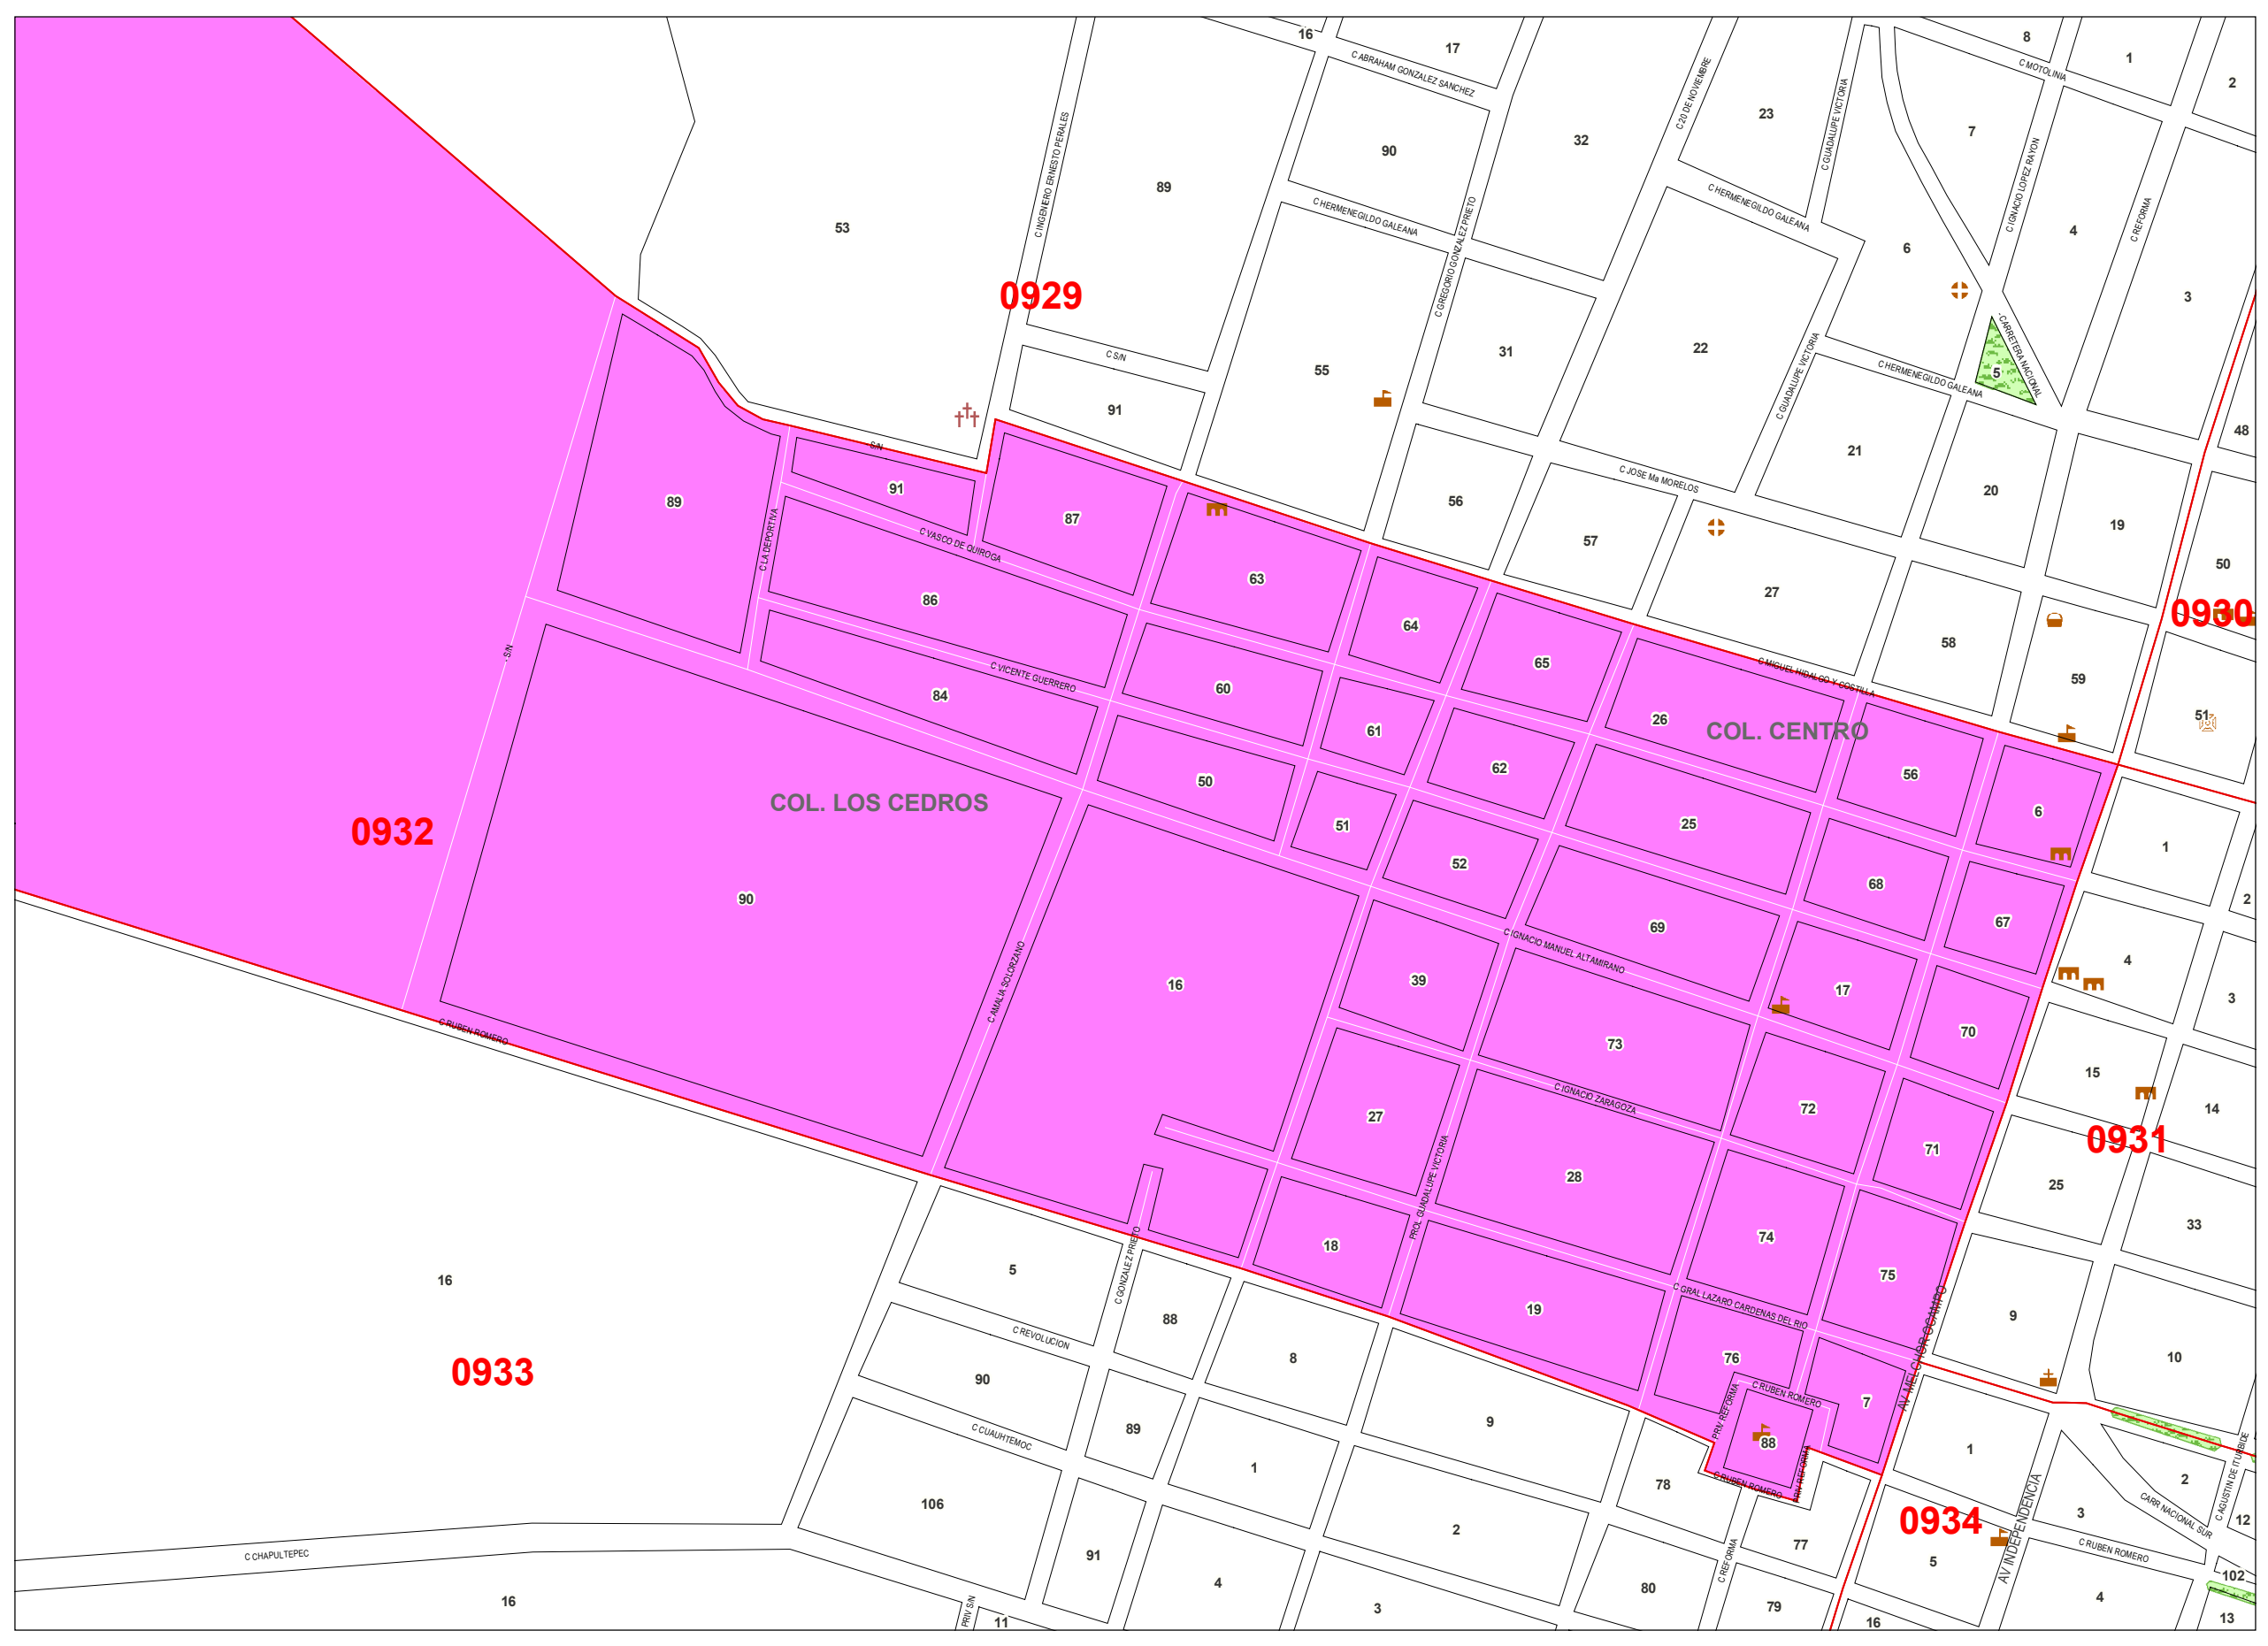 16
17
8
1
2
C ABRAHAM GONZALEZ SANCHEZ
C MOTOLINIA
C 20 DE NOVIEMBRE
C GUADALUPE VICTORIA
23
32
7
90
89
C INGENIERO ERNESTO PERALES
C IGNACIO LOPEZ RAYON
C REFORMA
C HERMENEGILDO GALEANA
C HERMENEGILDO GALEANA
C GREGORIO GONZALEZ PRIETO
53
6
4
3
0929
- CARRETERA NACIONAL
C S/N
55
31
22
C GUADALUPE VICTORIA
C HERMENEGILDO GALEANA
5
91
48
- S/N
21
20
19
C JOSE Ma MORELOS
56
57
50
91
89
87
C LA DEPORTIVA
C VASCO DE QUIROGA
63
27
58
59
0930
86
64
65
C MIGUEL HIDALGO Y COSTILLA
- S/N
C VICENTE GUERRERO
84
60
61
26
COL. CENTRO
51
62
56
6
50
COL. LOS CEDROS
51
25
1
0932
52
68
2
90
69
67
C IGNACIO MANUEL ALTAMIRANO
4
3
C AMALIA SOLORZANO
16
39
17
70
C RUBEN ROMERO
73
15
14
C IGNACIO ZARAGOZA
72
27
71
0931
28
25
33
PROL GUADALUPE VICTORIA
18
74
75
16
5
C GONZALEZ PRIETO
19
C GRAL LAZARO CARDENAS DEL RIO
AV MELCHOR OCAMPO
9
10
88
C REVOLUCION
8
76
0933
90
PRIV REFORMA
C RUBEN ROMERO
7
C CUAUHTEMOC
89
9
88
1
1
C RUBEN ROMERO
PRIV REFORMA
78
106
2
C AGUSTIN DE ITURBIDE
CARR NACIONAL SUR
AV INDEPENDENCIA
3
12
0934
2
77
C CHAPULTEPEC
91
5
C RUBEN ROMERO
C REFORMA
4
80
102
16
PRIV S/N
11
3
79
16
4
13